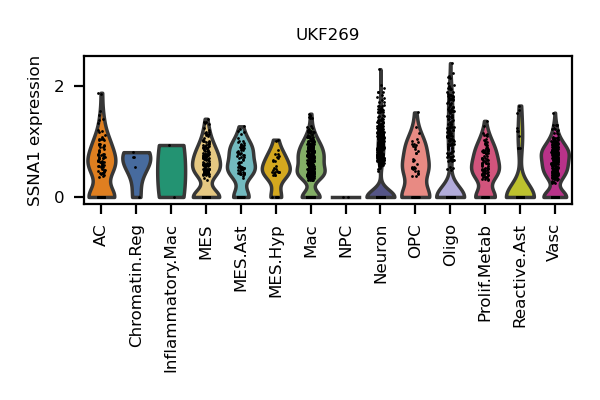 UKF269
SSNA1 expression
2
0
AC
Chromatin.Reg
Inflammatory.Mac
MES
MES.Ast
MES.Hyp
Mac
NPC
Neuron
OPC
Oligo
Prolif.Metab
Reactive.Ast
Vasc